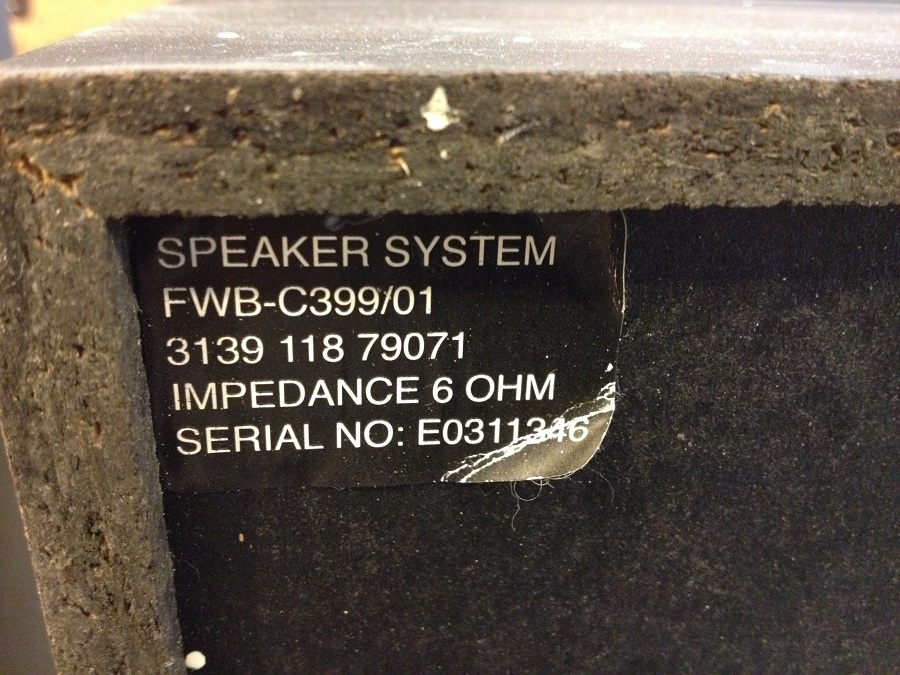 SPEAKER SYSTEM
FWB-C399/01
3139 118 79071
IMPEDANCE 6 OHM
SERIAL NO: E0311346